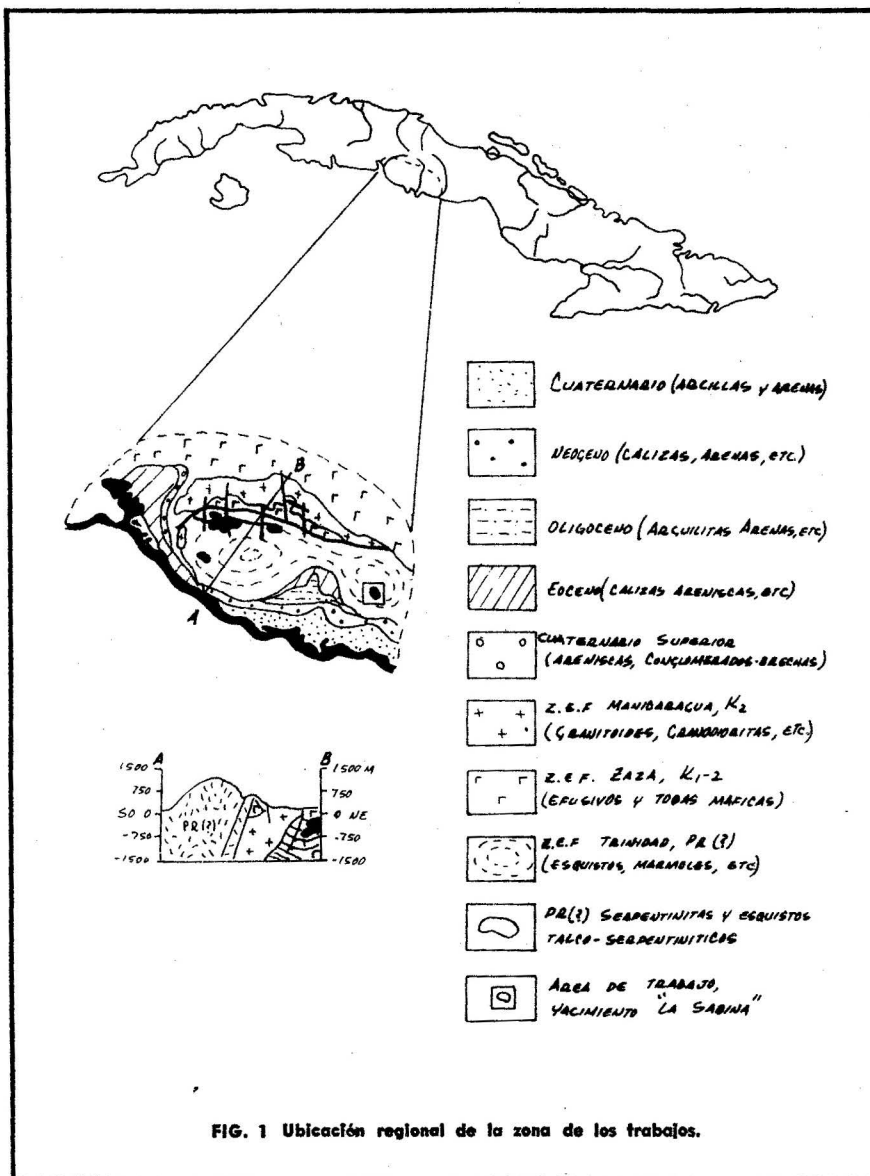 CUATERNARIO (ARCILLAS Y ARENAS)
NEOGENO (CALIZAS, ARENAS, ETC.)
OLIGOCENO (ARGUILITAS ARENAS, ETC
EOCENO (CALIZAS ARENISCAS, ETC)
CUATERNARIO SUPERIOR
(ARENISCAS, CONGLOMERADOS-BRECHAS)
Z.E.F MANICARAGUA, K2
(GRANITOIDES, GRANODIORITAS, ETC.
Z.E.F. ZAZA, K1-2
(EFUSIVOS Y TOBAS MAFICAS)
Z.E.F TRINIDAD, PR (?)
(ESQUISTOS, MARMOLES, ETC)
PR(?) SERPENTINITAS Y ESQUISTOS
TALCO-SERPENTINITICOS
AREA DE TRABAJO,
YACIMIENTO "LA SABINA"
B
A
A B
1500 1500 M
750 750
SO 0 0 NE
-750 -750
-1500 -1500
PR(?)
FIG. 1 Ubicación regional de la zona de los trabajos.